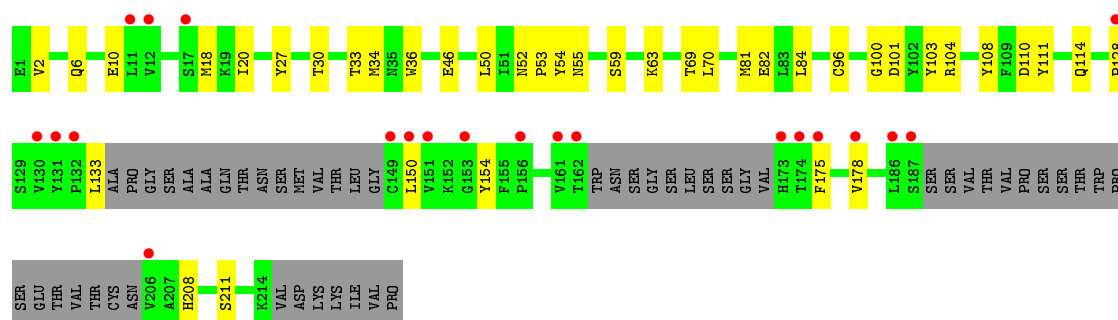 E1 V2 Q6 E10 L11 V12 S17 M18 K19 I20 Y27 T30 T33 M34 N35 W36 E46 L50 I51 N52 P53 Y54 N55 S59 K63 T69 L70 M81 E82 L83 L84 C96 G100 D101 Y102 Y103 R104 Y108 F109 D110 Y111 Q114
S129 V130 Y131 P132 L133 ALA PRO GLY SER ALA ALA GLN THR ASN SER MET VAL THR LEU GLY C149 L150 V151 K152 G153 Y154 F155 P156 V161 T162 TRP ASN SER GLY SER LEU SER SER GLY VAL H173 T174 F175 V178 L186 S187 SER SER VAL THR VAL PRO SER SER THR TRP
SER GLU THR VAL THR CYS ASN V206 A207 H208 S211 K214 VAL ASP LYS LYS ILE VAL PRO